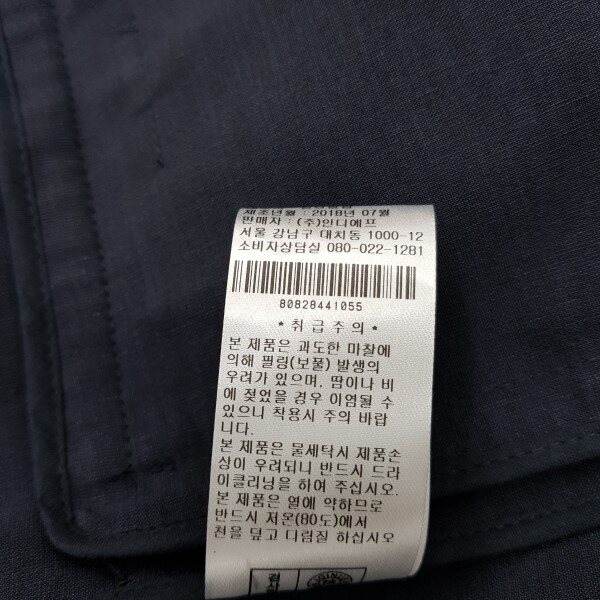 제조년월 : 2018년 07월
판매자 : (주)인디에프
서울 강남구 대치동 1000-12
소비자상담실 080-022-1281
80828441055
* 취 급 주 의 *
본 제품은 과도한 마찰에
의해 필링(보풀) 발생의
우려가 있으며, 땀이나 비
에 젖었을 경우 이염될 수
있으니 착용시 주의 바랍
니다.
본 제품은 물세탁시 제품손
상이 우려되니 반드시 드라
이클리닝을 하여 주십시오.
본 제품은 열에 약하므로
반드시 저온(80도)에서
천을 덮고 다림질 하십시오